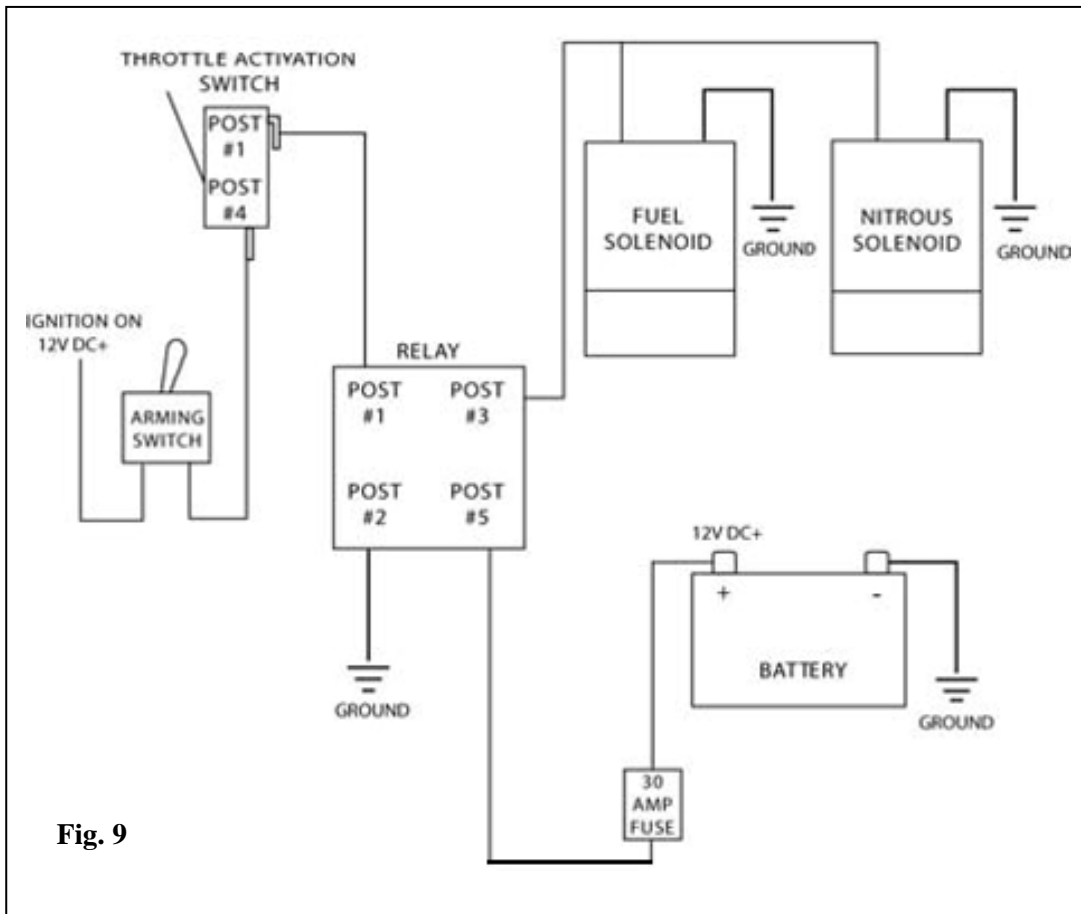 THROTTLE ACTIVATION
SWITCH
POST
#1
POST
#4
IGNITION ON
12V DC+
ARMING
SWITCH
RELAY
POST
#1
POST
#3
POST
#2
POST
#5
GROUND
FUEL
SOLENOID
GROUND
NITROUS
SOLENOID
GROUND
12V DC+
+
-
BATTERY
GROUND
30
AMP
FUSE
Fig. 9